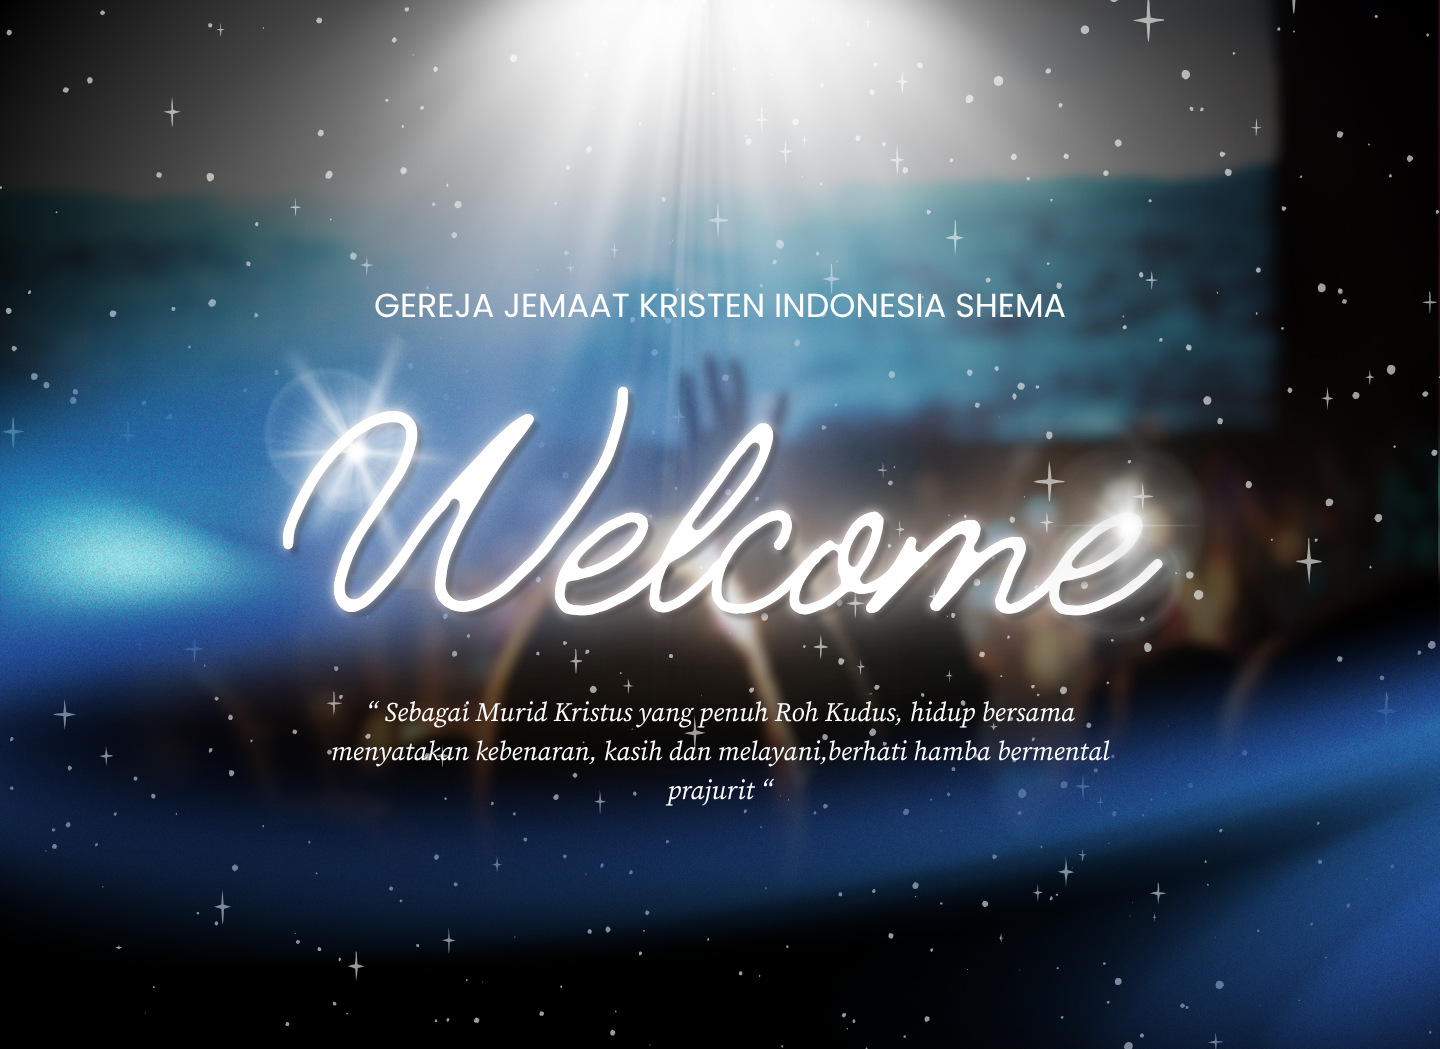 GEREJA JEMAAT KRISTEN INDONESIA SHEMA
Welcome
“ Sebagai Murid Kristus yang penuh Roh Kudus, hidup bersama
menyatakan kebenaran, kasih dan melayani,berhati hamba bermental
prajurit “